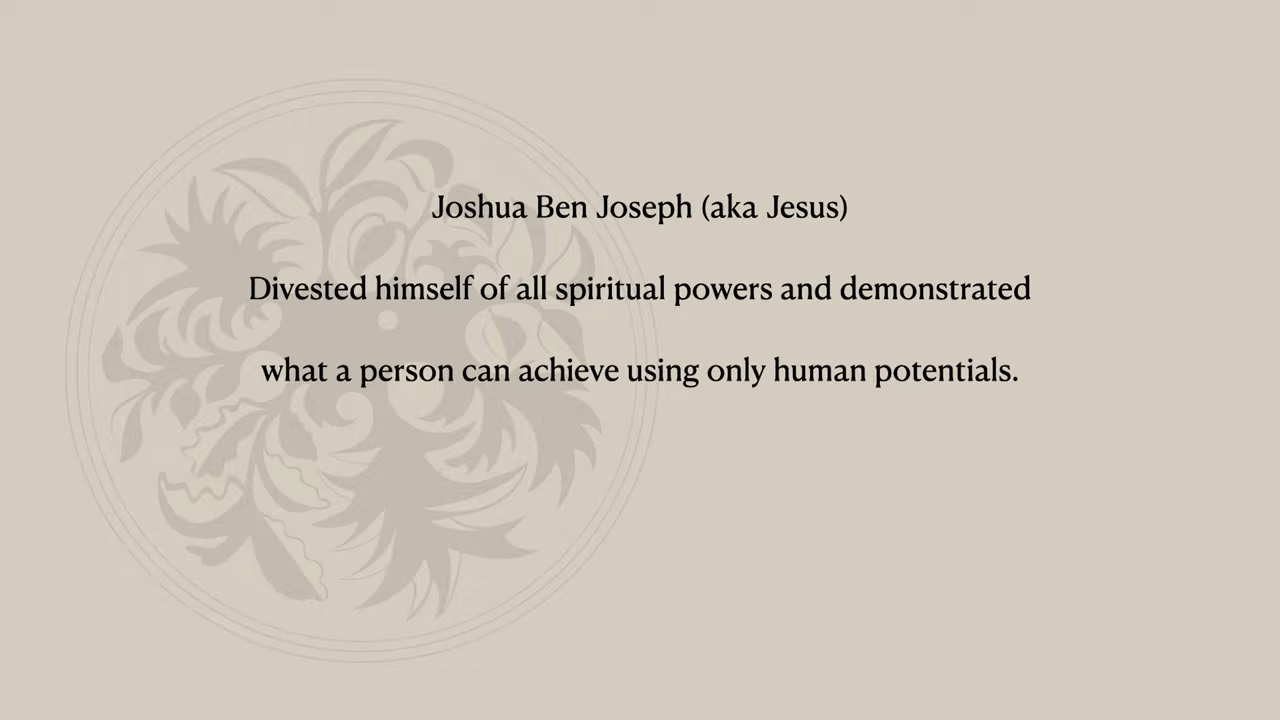 Joshua Ben Joseph (aka Jesus)
Divested himself of all spiritual powers and demonstrated
what a person can achieve using only human potentials.